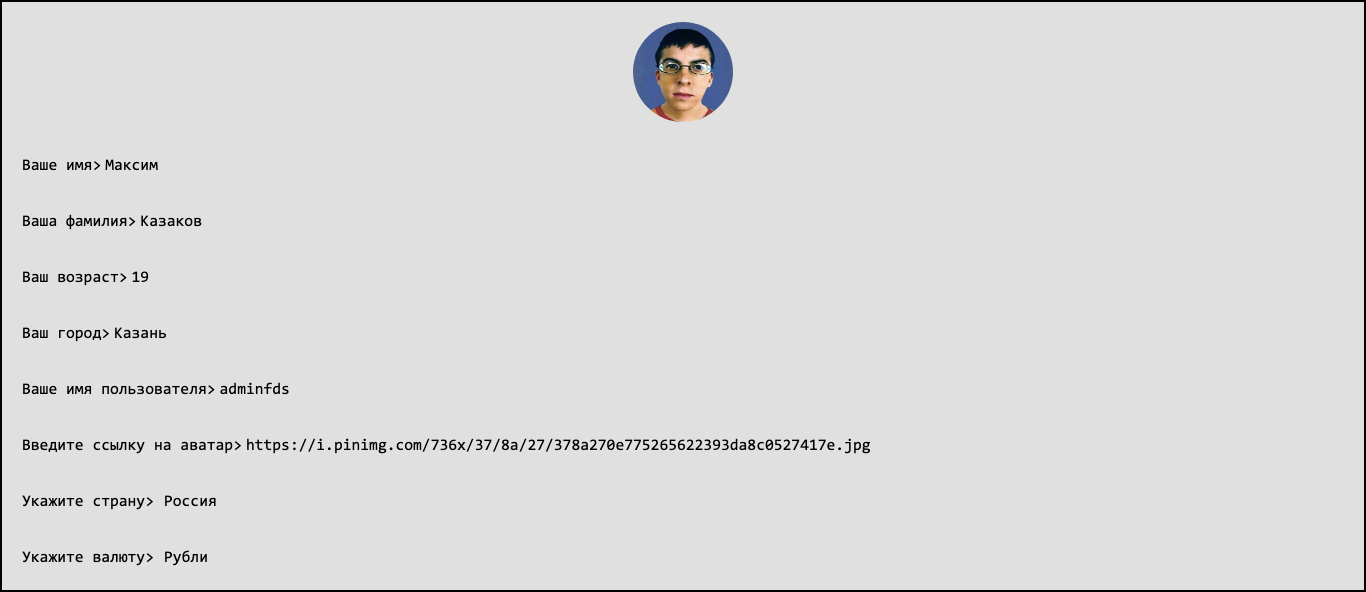 Ваше имя> Максим
Ваша фамилия> Казаков
Ваш возраст> 19
Ваш город> Казань
Ваше имя пользователя> adminfds
Введите ссылку на аватар> https://i.pinimg.com/736x/37/8a/27/378a270e775265622393da8c0527417e.jpg
Укажите страну> Россия
Укажите валюту> Рубли